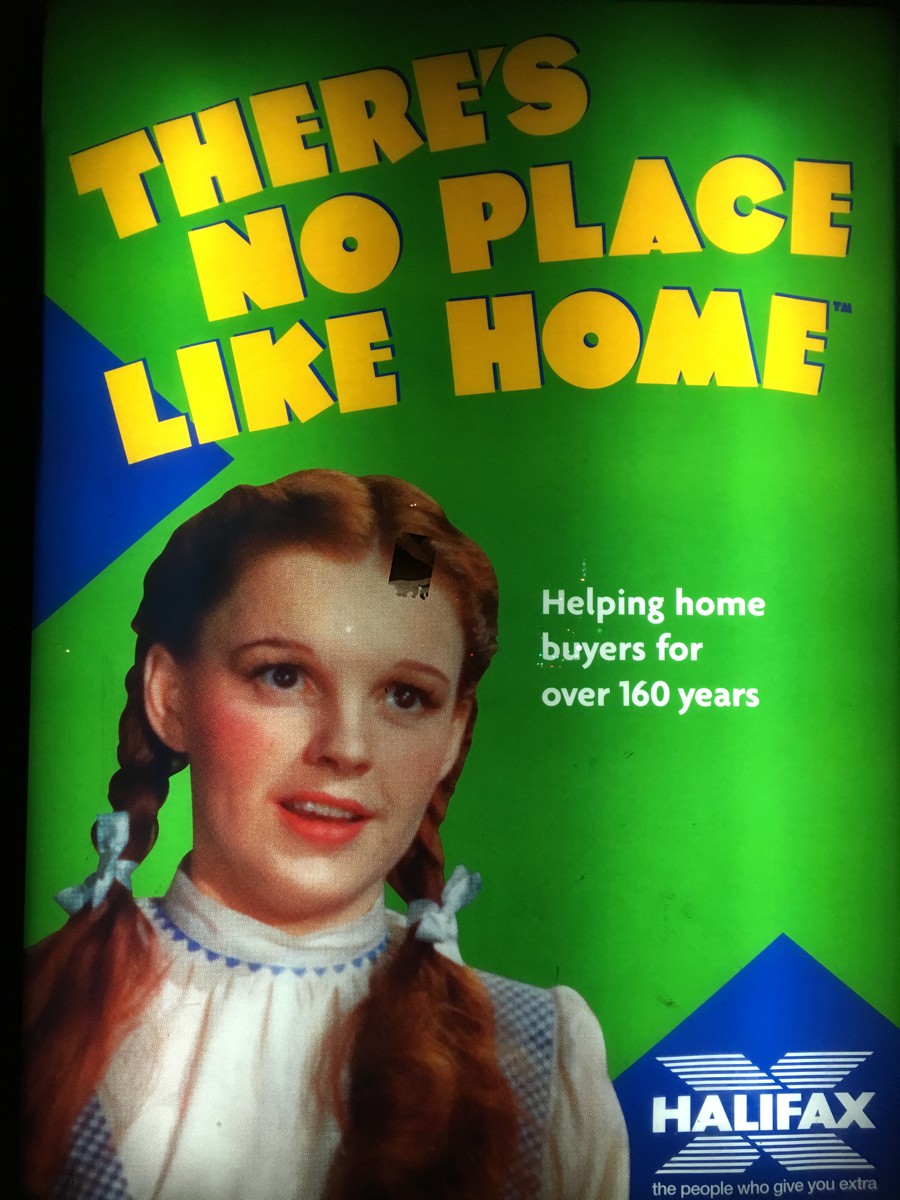 THERE'S
NO PLACE
LIKE HOME™
Helping home
buyers for
over 160 years
HALIFAX
the people who give you extra